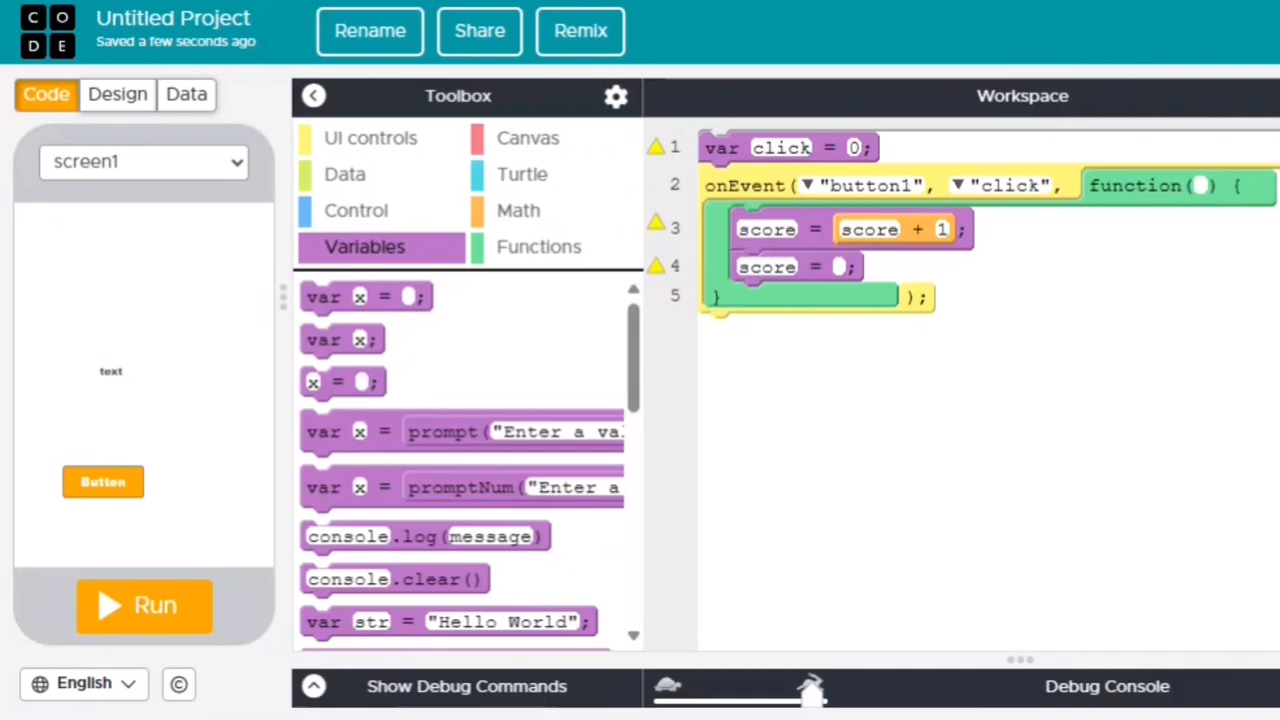 CODE
Untitled Project
Saved a few seconds ago
Rename
Share
Remix
Code
Design
Data
Toolbox
Workspace
screen1
UI controls
Canvas
Data
Turtle
Control
Math
Variables
Functions
var x = ;
var x;
x = ;
var x = prompt("Enter a val
var x = promptNum("Enter a
console.log(message)
console.clear()
var str = "Hello World";
1 var click = 0;
2 onEvent( "button1", "click", function( ) {
3 score = score + 1;
4 score = ;
5 } );
text
Button
Run
English
©
Show Debug Commands
Debug Console